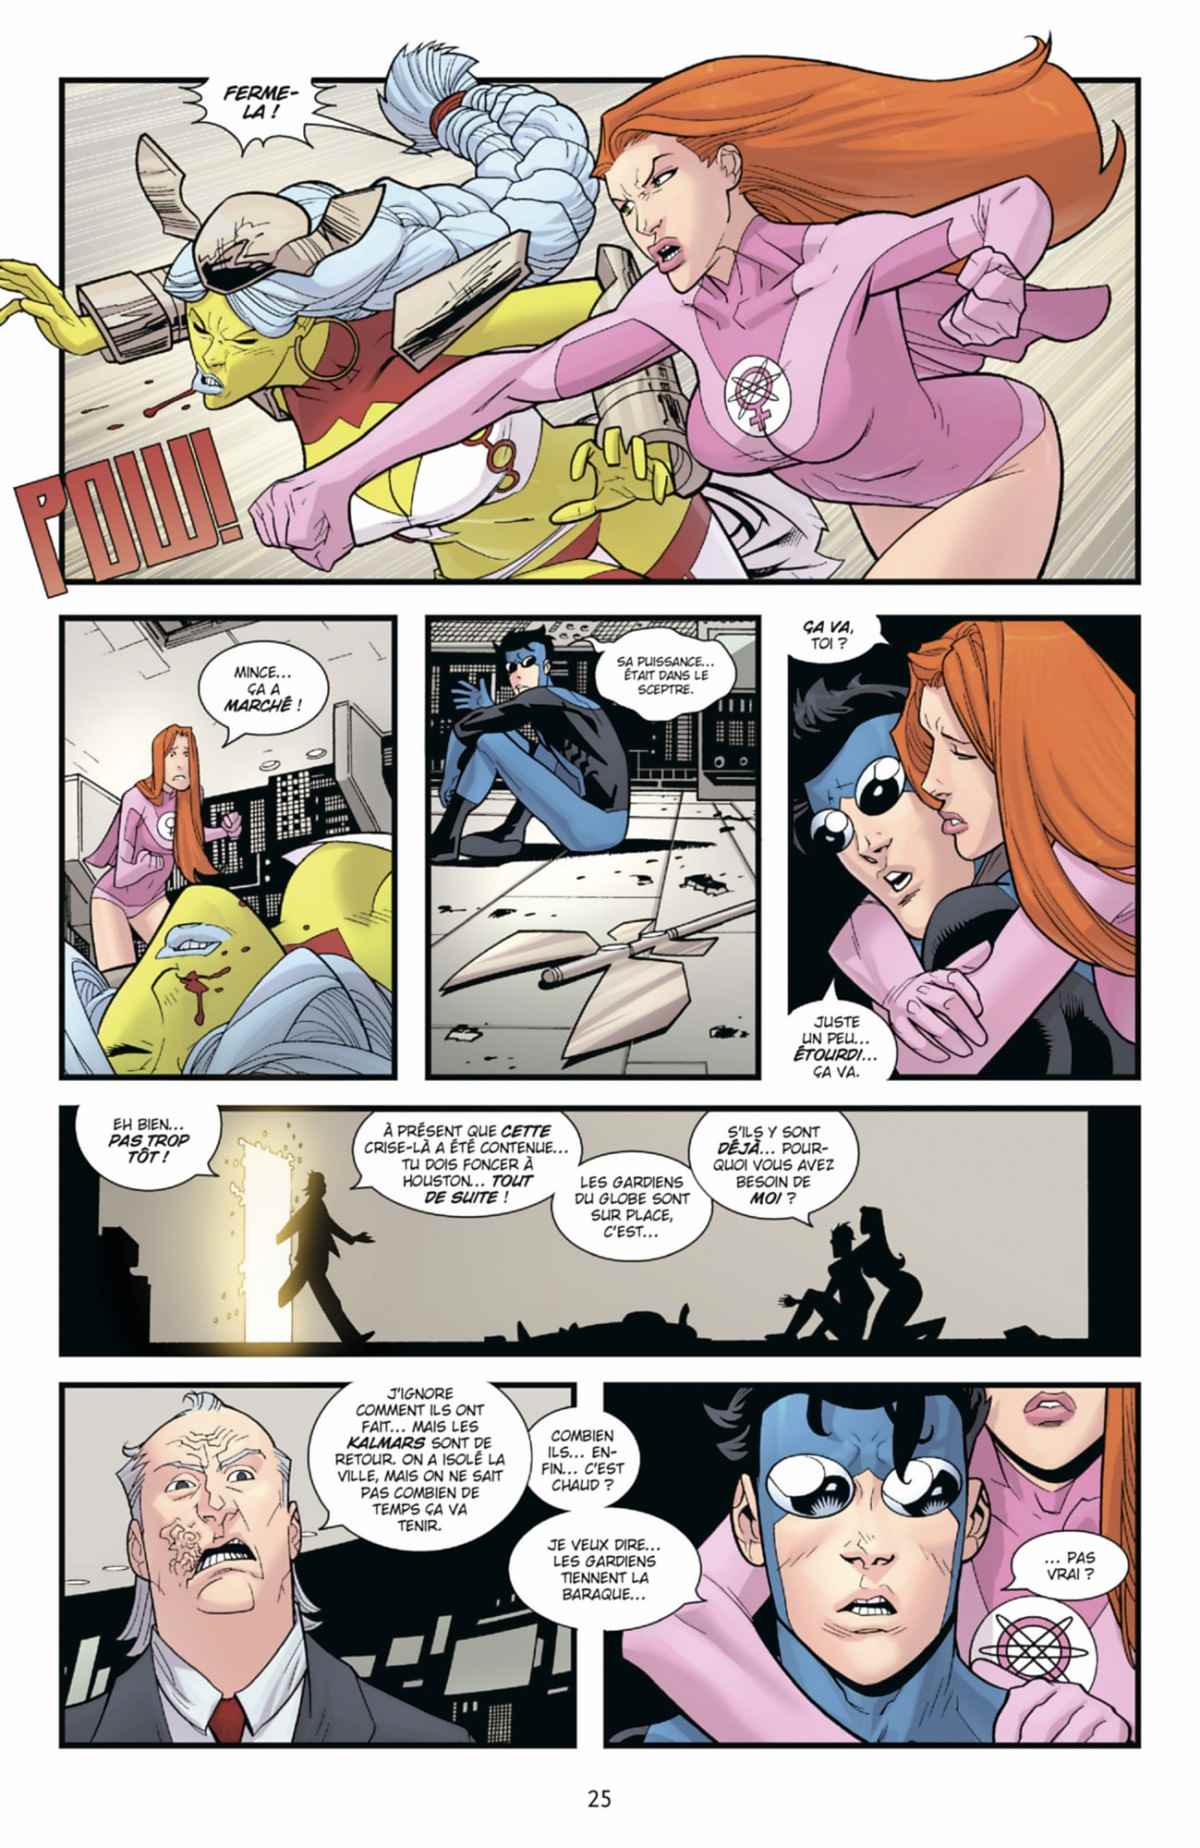 FERME-
LA !
POW!
MINCE...
ÇA A
MARCHÉ !
SA PUISSANCE...
ÉTAIT DANS LE
SCEPTRE.
ÇA VA,
TOI ?
JUSTE
UN PEU...
ÉTOURDI...
ÇA VA.
EH BIEN...
PAS TROP
TÔT !
À PRÉSENT QUE CETTE
CRISE-LÀ A ÉTÉ CONTENUE...
TU DOIS FONCER À
HOUSTON... TOUT
DE SUITE !
LES GARDIENS
DU GLOBE SONT
SUR PLACE,
C'EST...
S'ILS Y SONT
DÉJÀ... POUR-
QUOI VOUS AVEZ
BESOIN DE
MOI ?
J'IGNORE
COMMENT ILS ONT
FAIT... MAIS LES
KALMARS SONT DE
RETOUR. ON A ISOLÉ LA
VILLE, MAIS ON NE SAIT
PAS COMBIEN DE
TEMPS ÇA VA
TENIR.
COMBIEN
ILS... EN-
FIN... C'EST
CHAUD ?
JE VEUX DIRE...
LES GARDIENS
TIENNENT LA
BARAQUE...
... PAS
VRAI ?
25